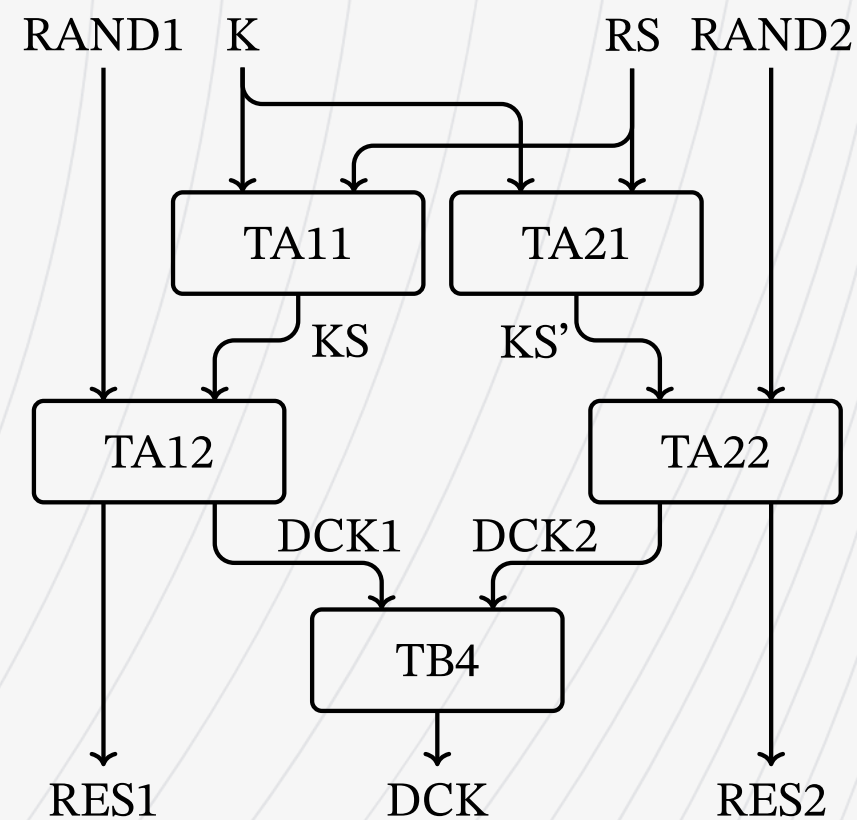 RAND1 K RS RAND2
TA11 TA21
KS KS’
TA12 TA22
DCK1 DCK2
TB4
RES1 DCK RES2